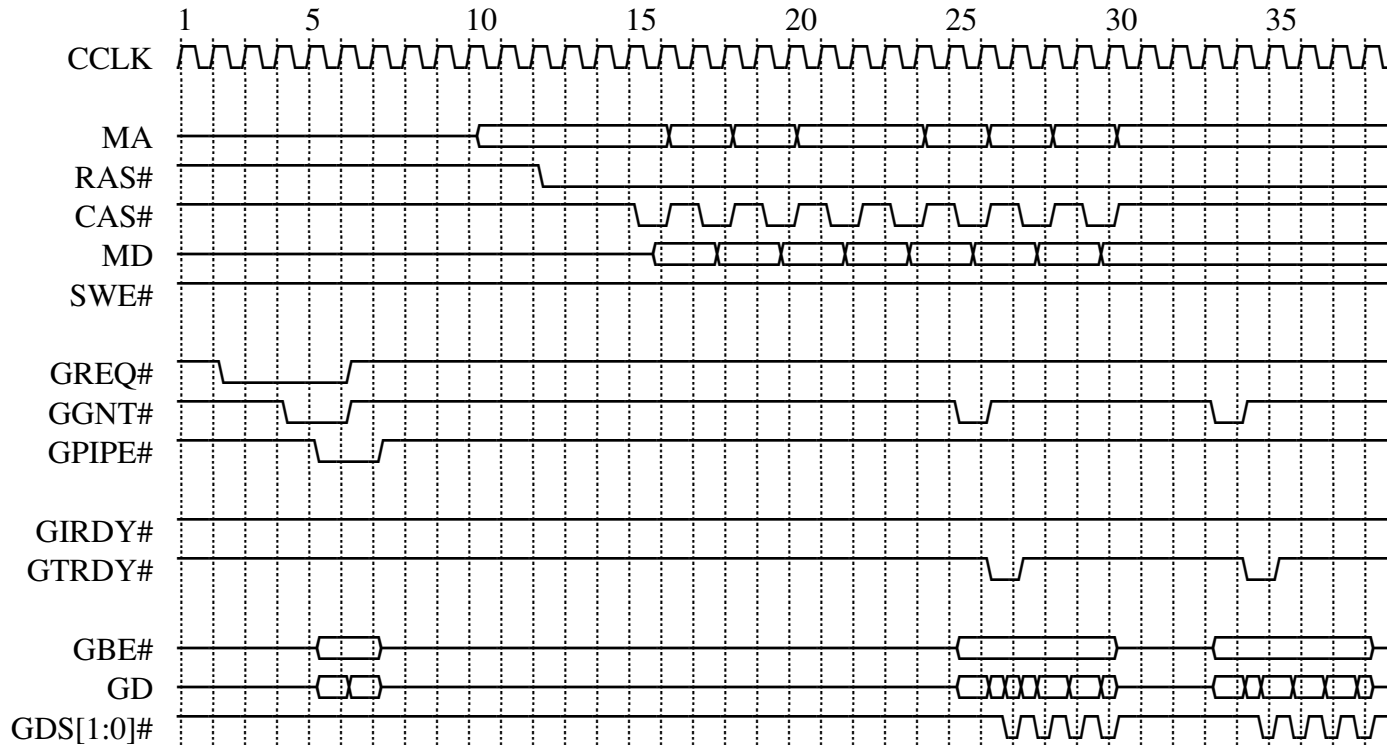 1 5 10 15 20 25 30 35
CCLK
MA
RAS#
CAS#
MD
SWE#
GREQ#
GGNT#
GPIPE#
GIRDY#
GTRDY#
GBE#
GD
GDS[1:0]#